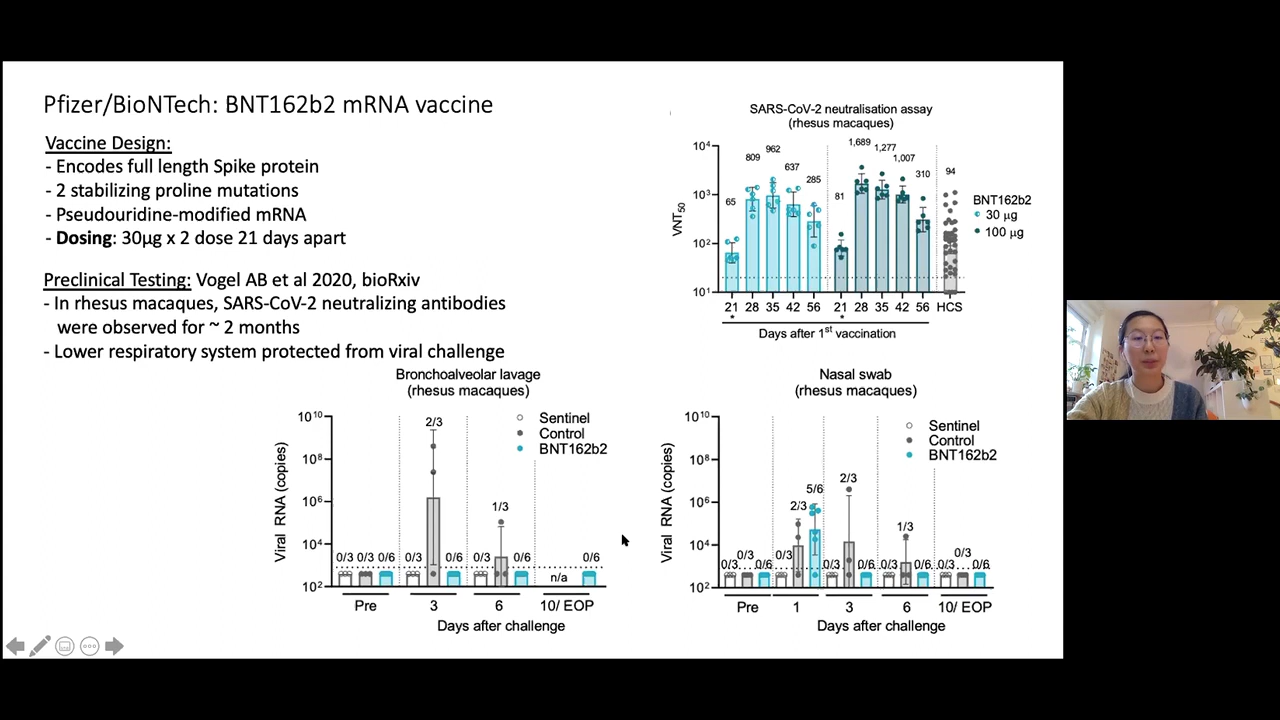 Pfizer/BioNTech: BNT162b2 mRNA vaccine
Vaccine Design:
- Encodes full length Spike protein
- 2 stabilizing proline mutations
- Pseudouridine-modified mRNA
- Dosing: 30µg x 2 dose 21 days apart
Preclinical Testing: Vogel AB et al 2020, bioRxiv
- In rhesus macaques, SARS-CoV-2 neutralizing antibodies
were observed for ~ 2 months
- Lower respiratory system protected from viral challenge
SARS-CoV-2 neutralisation assay
(rhesus macaques)
VNT50
10⁴
10³
10²
10¹
65 809 962 637 285 81 1,689 1,277 1,007 310 94
21 28 35 42 56 21 28 35 42 56 HCS
* *
Days after 1st vaccination
BNT162b2
30 µg
100 µg
Bronchoalveolar lavage
(rhesus macaques)
Viral RNA (copies)
10¹⁰
10⁸
10⁶
10⁴
10²
Sentinel
Control
BNT162b2
0/3 0/3 0/6 0/3 2/3 0/6 0/3 1/3 0/6 n/a 0/6
Pre 3 6 10/ EOP
Days after challenge
Nasal swab
(rhesus macaques)
Viral RNA (copies)
10¹⁰
10⁸
10⁶
10⁴
10²
Sentinel
Control
BNT162b2
0/3 0/3 0/6 0/3 2/3 5/6 0/3 2/3 0/6 0/3 1/3 0/6 0/3 0/3 0/6
Pre 1 3 6 10/ EOP
Days after challenge